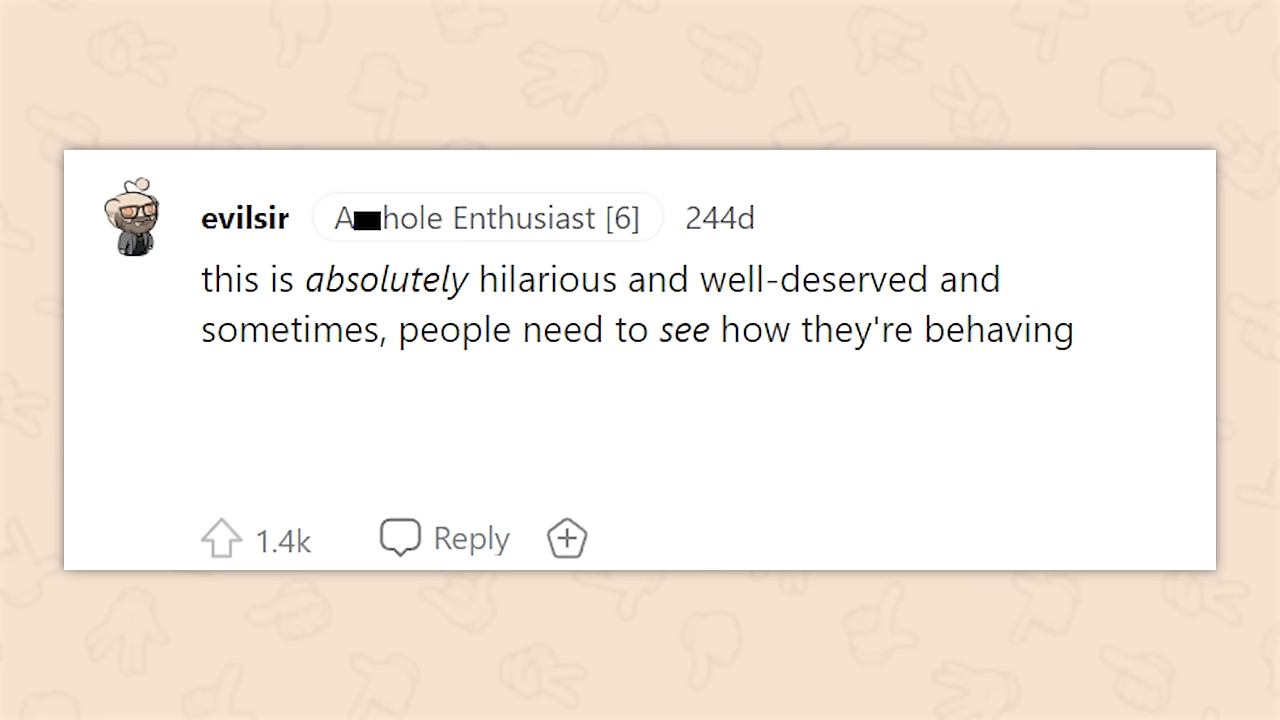 evilsir A■hole Enthusiast [6] 244d
this is absolutely hilarious and well-deserved and
sometimes, people need to see how they're behaving
1.4k Reply